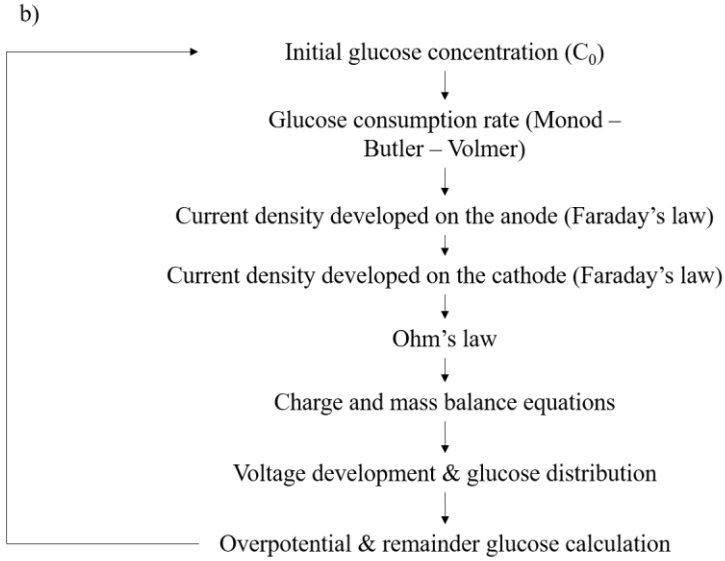 b)
Initial glucose concentration (C₀)
Glucose consumption rate (Monod –
Butler – Volmer)
Current density developed on the anode (Faraday’s law)
Current density developed on the cathode (Faraday’s law)
Ohm’s law
Charge and mass balance equations
Voltage development & glucose distribution
Overpotential & remainder glucose calculation